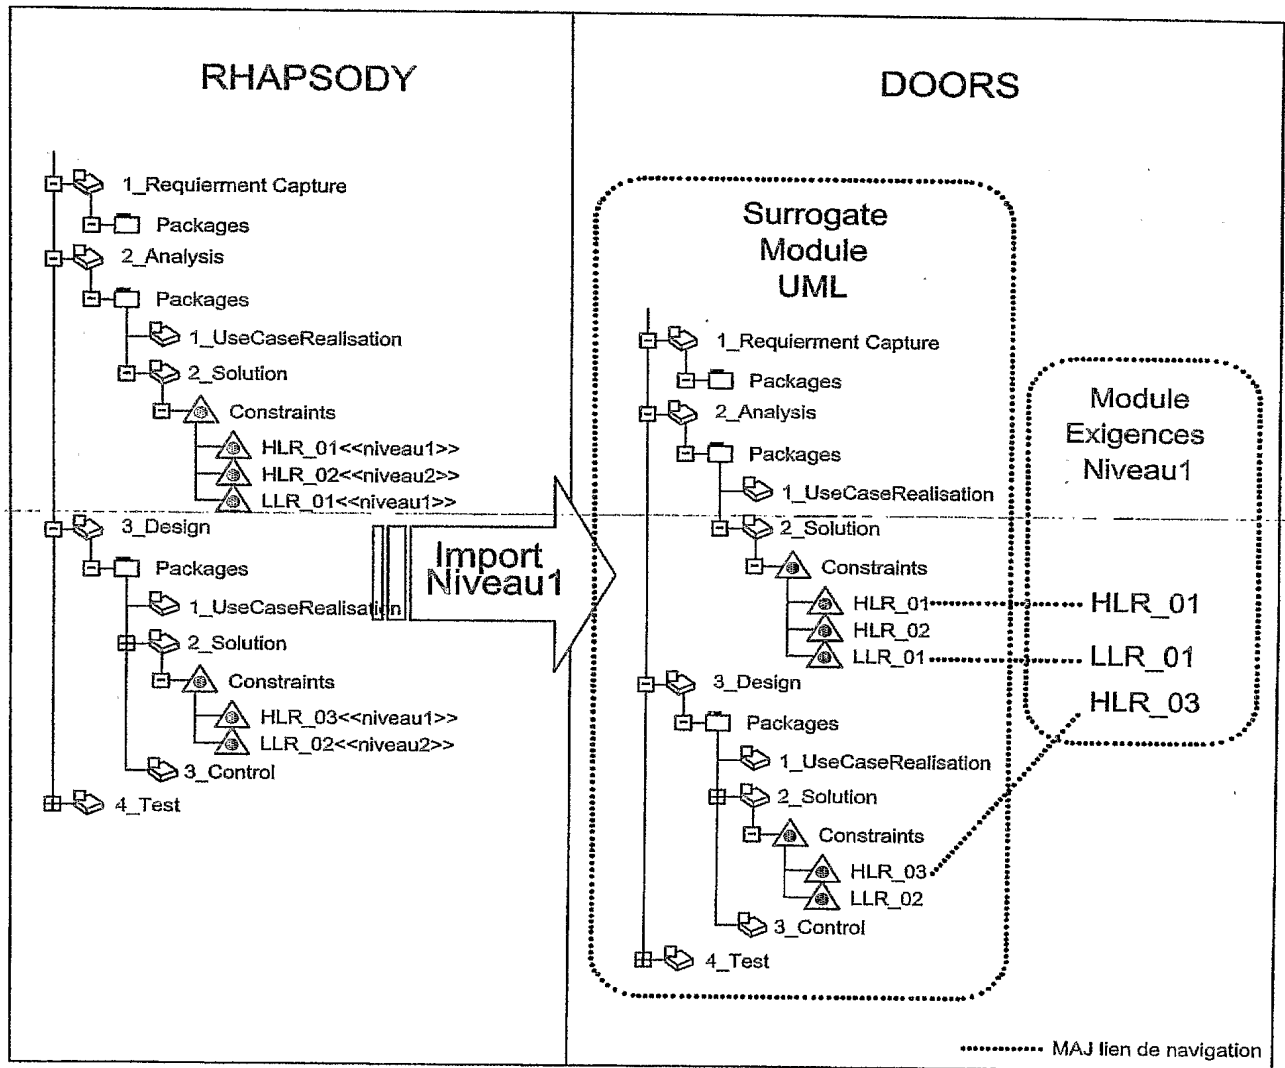 RHAPSODY
1_Requierment Capture
Packages
2_Analysis
Packages
1_UseCaseRealisation
2_Solution
Constraints
HLR_01<<niveau1>>
HLR_02<<niveau2>>
LLR_01<<niveau1>>
3_Design
Packages
1_UseCaseRealisation
2_Solution
Constraints
HLR_03<<niveau1>>
LLR_02<<niveau2>>
3_Control
4_Test
Import
Niveau1
DOORS
Surrogate
Module
UML
1_Requierment Capture
Packages
2_Analysis
Packages
1_UseCaseRealisation
2_Solution
Constraints
HLR_01
HLR_02
LLR_01
3_Design
Packages
1_UseCaseRealisation
2_Solution
Constraints
HLR_03
LLR_02
3_Control
4_Test
Module
Exigences
Niveau1
HLR_01
LLR_01
HLR_03
MAJ lien de navigation